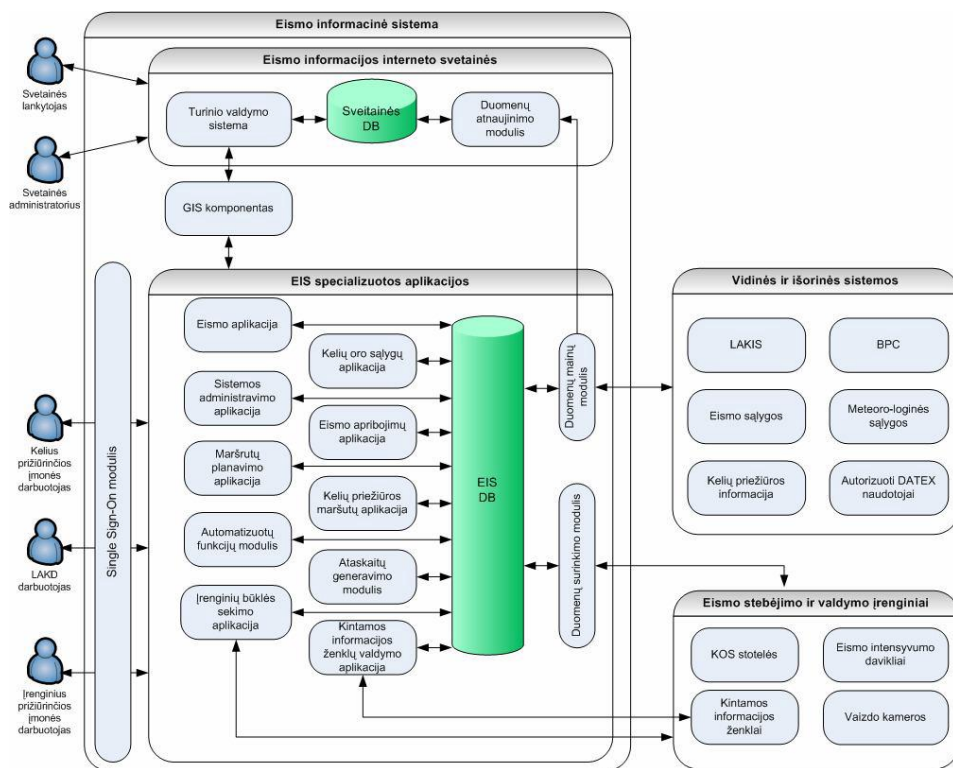 Eismo informacinė sistema
Eismo informacijos interneto svetainės
Svetainės
lankytojas
Turinio valdymo
sistema
Sveitainės
DB
Duomenų
atnaujinimo
modulis
Svetainės
administratorius
GIS komponentas
EIS specializuotos aplikacijos
Vidinės ir išorinės sistemos
Eismo aplikacija
Kelių oro sąlygų
aplikacija
Sistemos
administravimo
aplikacija
Eismo apribojimų
aplikacija
Maršrutų
planavimo
aplikacija
Kelių priežiūros
maršutų aplikacija
Automatizuotų
funkcijų modulis
Ataskaitų
generavimo
modulis
Įrenginių būklės
sekimo
aplikacija
Kintamos
informacijos
ženklų valdymo
aplikacija
EIS
DB
Duomenų mainų
modulis
Duomenų surinkimo modulis
LAKIS
BPC
Eismo sąlygos
Meteoro-loginės
sąlygos
Kelių priežiūros
informacija
Autorizuoti DATEX
naudotojai
Single Sign-On modulis
Kelius
prižiūrinčios
įmonės
darbuotojas
LAKD
darbuotojas
Įrenginius
prižiūrinčios
įmonės
darbuotojas
Eismo stebėjimo ir valdymo įrenginiai
KOS stotelės
Eismo intensyvumo
davikliai
Kintamos
informacijos
ženklai
Vaizdo kameros